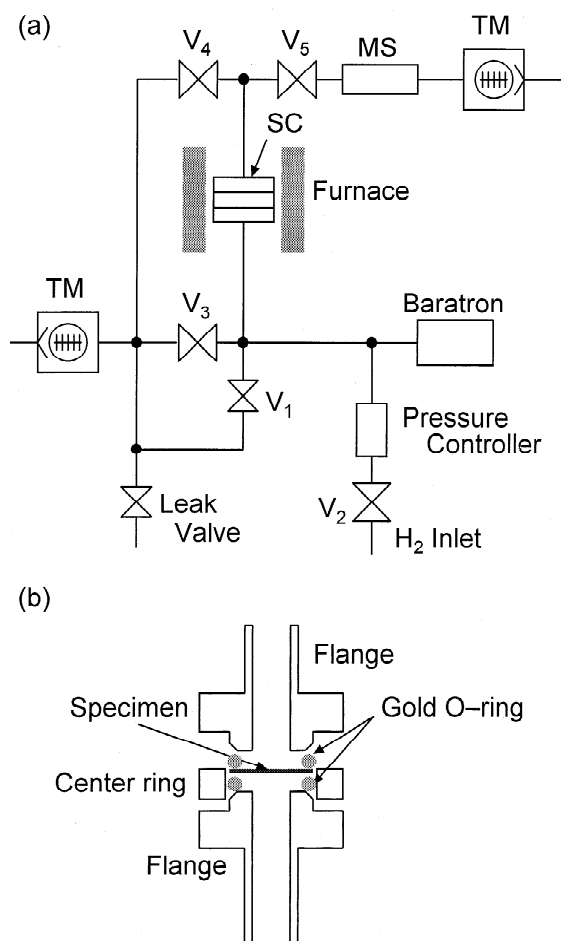 (a)
V4
V5
MS
TM
SC
Furnace
TM
V3
Baratron
V1
Pressure
Controller
Leak
Valve
V2
H2 Inlet
(b)
Flange
Specimen
Gold O–ring
Center ring
Flange